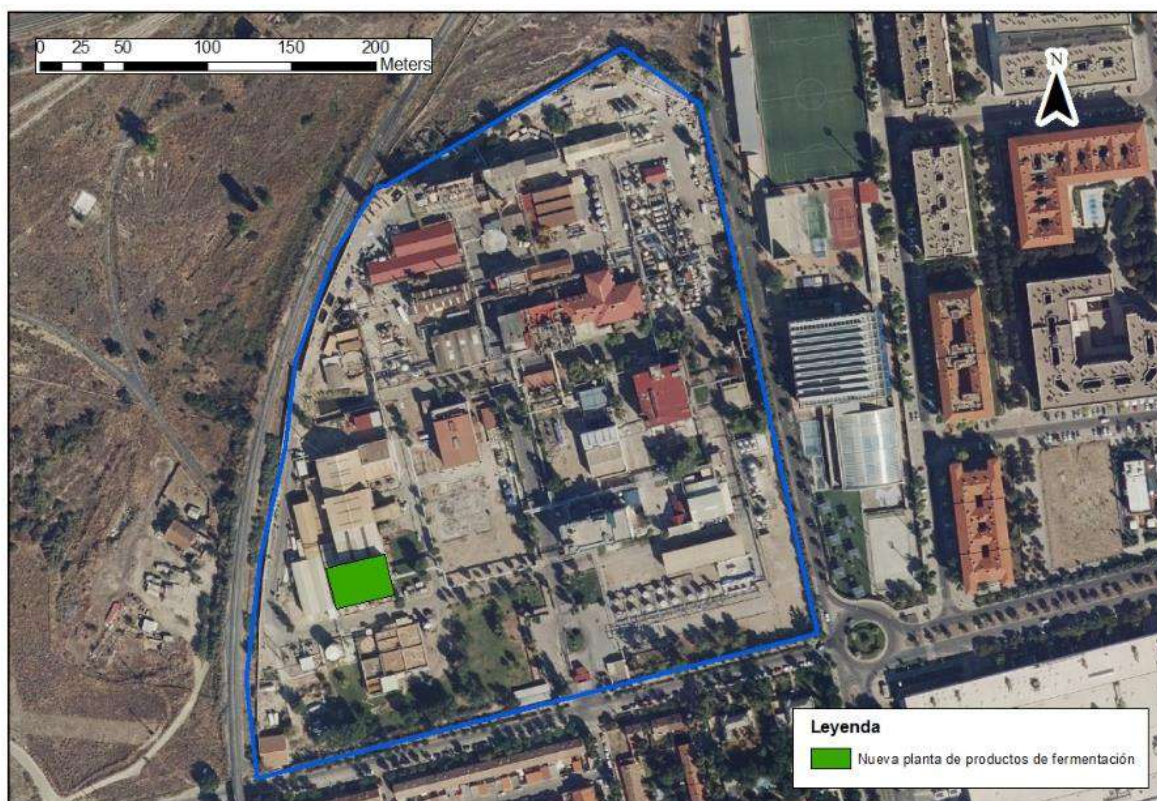 0 25 50 100 150 200
Meters
N
Leyenda
Nueva planta de productos de fermentación